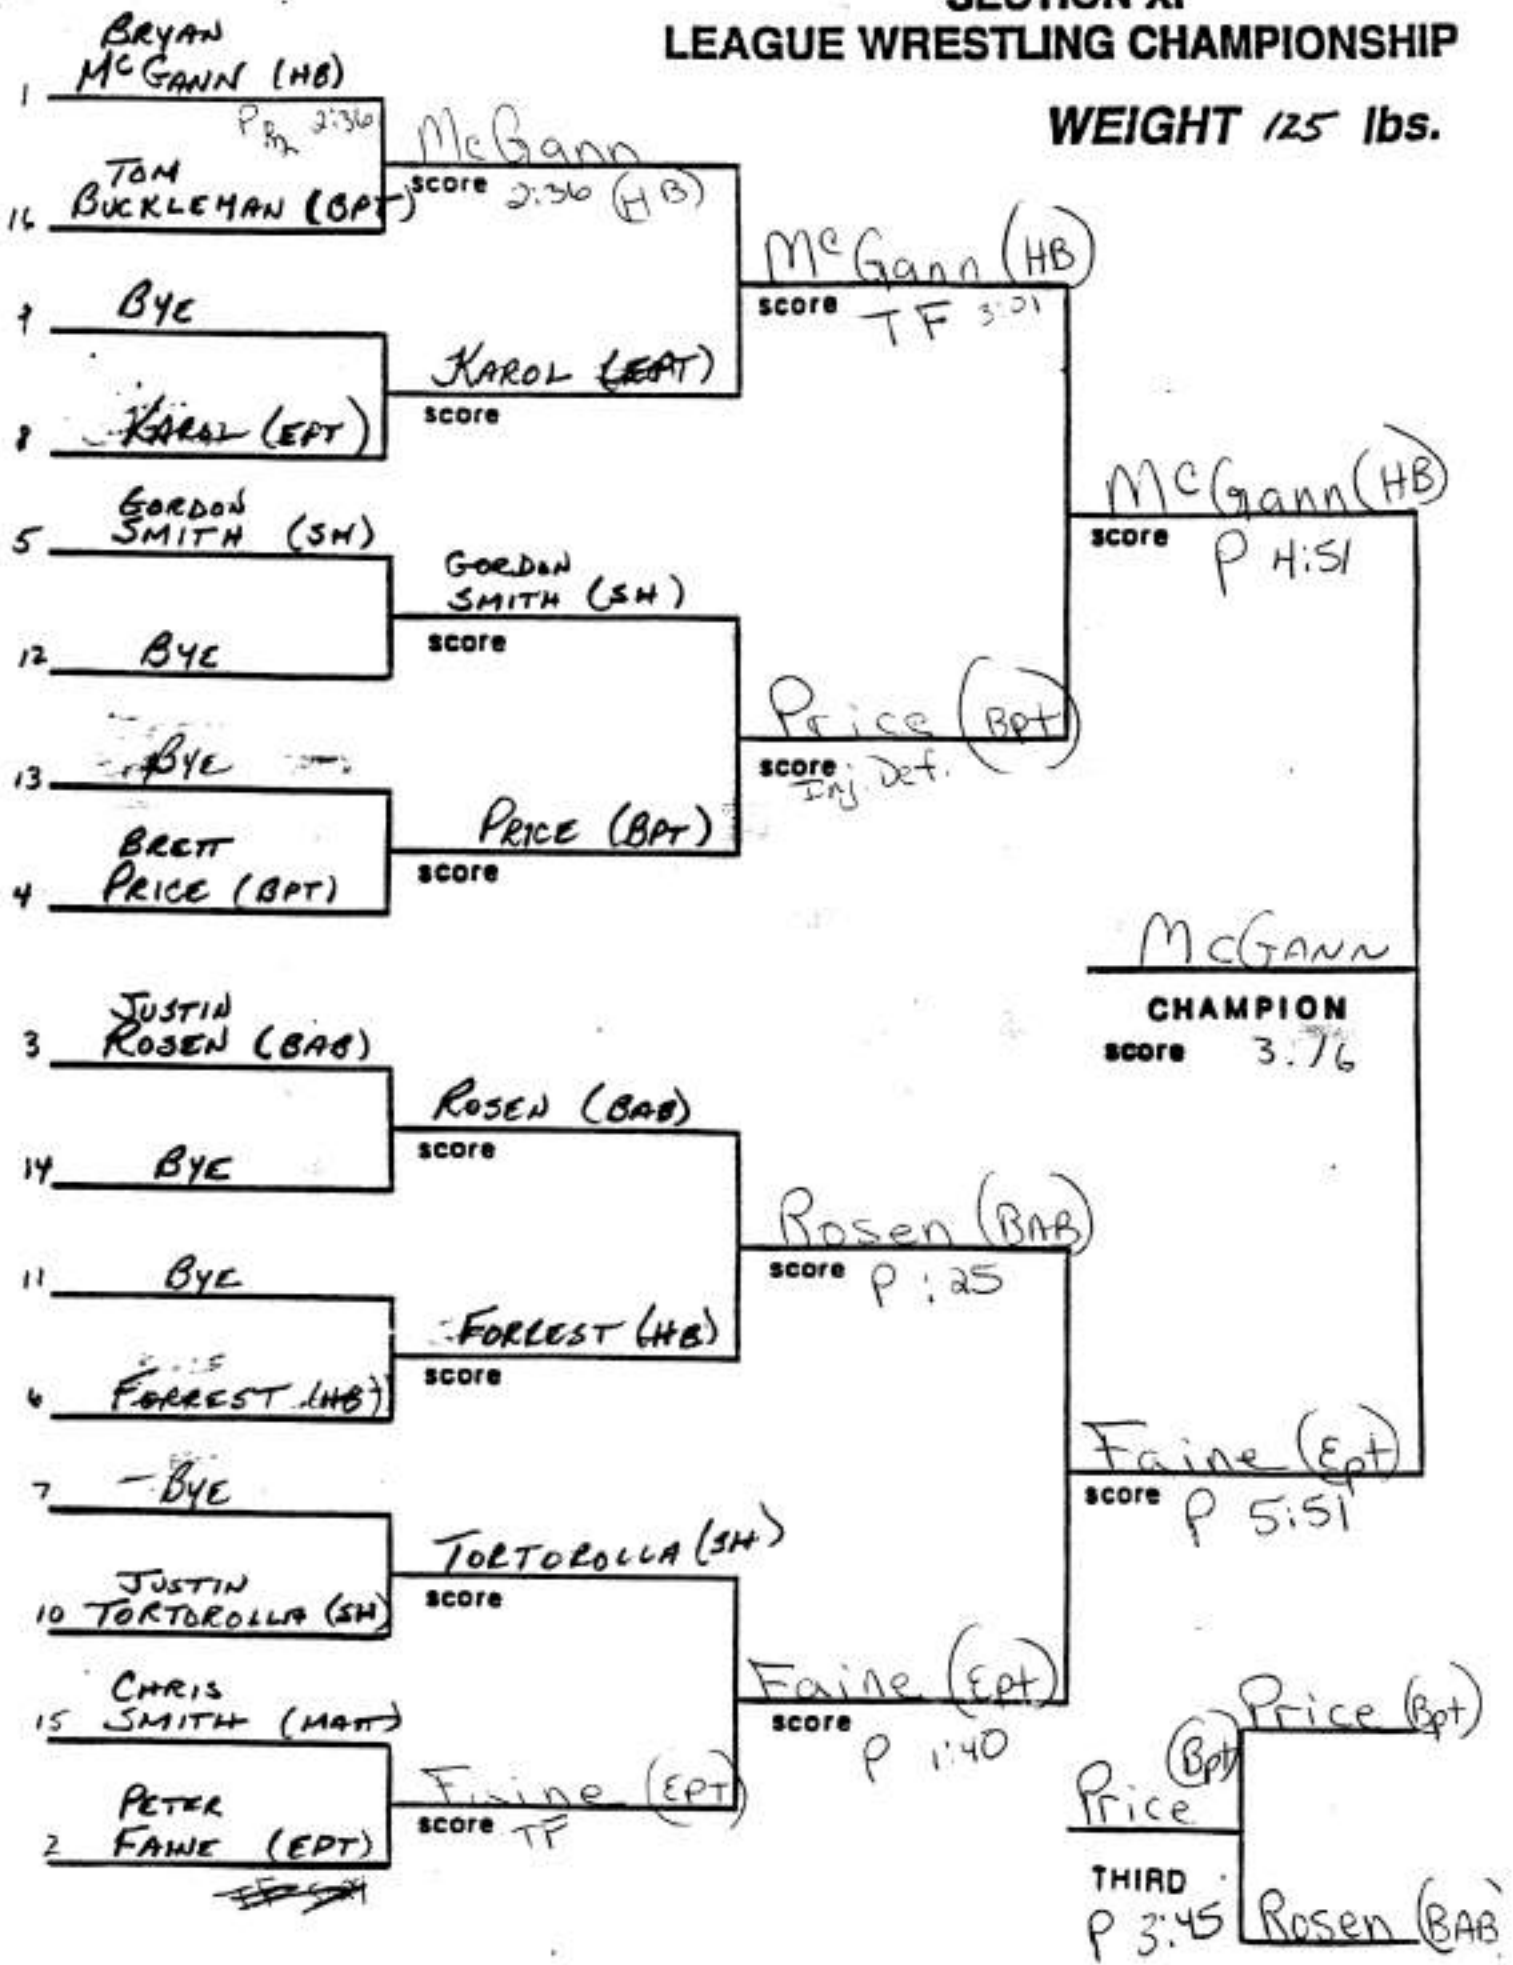 SECTION XI
LEAGUE WRESTLING CHAMPIONSHIP
WEIGHT 125 lbs.
BRYAN
1 McGANN (HB)
P 2:36
TOM
16 BUCKLEMAN (BPT)
McGann
score 2:36 (HB)
BYE
8 KAROL (EPT)
KAROL (EPT)
score
McGann (HB)
score TF 3:01
GORDON
5 SMITH (SH)
12 BYE
GORDON
SMITH (SH)
score
13 BYE
BRETT
4 PRICE (BPT)
PRICE (BPT)
score
Price (Bpt)
score Inj. Def.
McGann (HB)
score P 4:51
McGANN
CHAMPION
score 3:16
JUSTIN
3 ROSEN (BAB)
14 BYE
ROSEN (BAB)
score
11 BYE
6 FORREST (HB)
FORREST (HB)
score
Rosen (BAB)
score P :25
7 BYE
JUSTIN
10 TORTOROLLA (SH)
TORTOROLLA (SH)
score
CHRIS
15 SMITH (MATT)
PETER
2 FAINE (EPT)
Faine (EPT)
score TF
Faine (Ept)
score P 1:40
Faine (Ept)
score P 5:51
Price (Bpt)
Price (Bpt)
THIRD
P 3:45
Rosen (BAB)